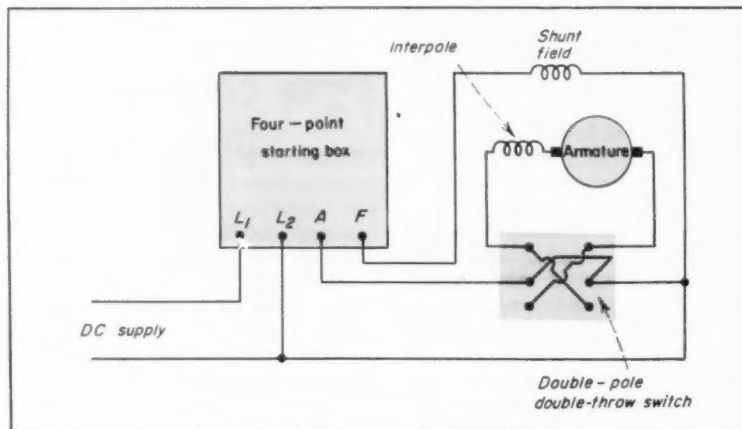 Interpole
Shunt
field
Four-point
starting box
Armature
L1 L2 A F
DC supply
Double-pole
double-throw switch